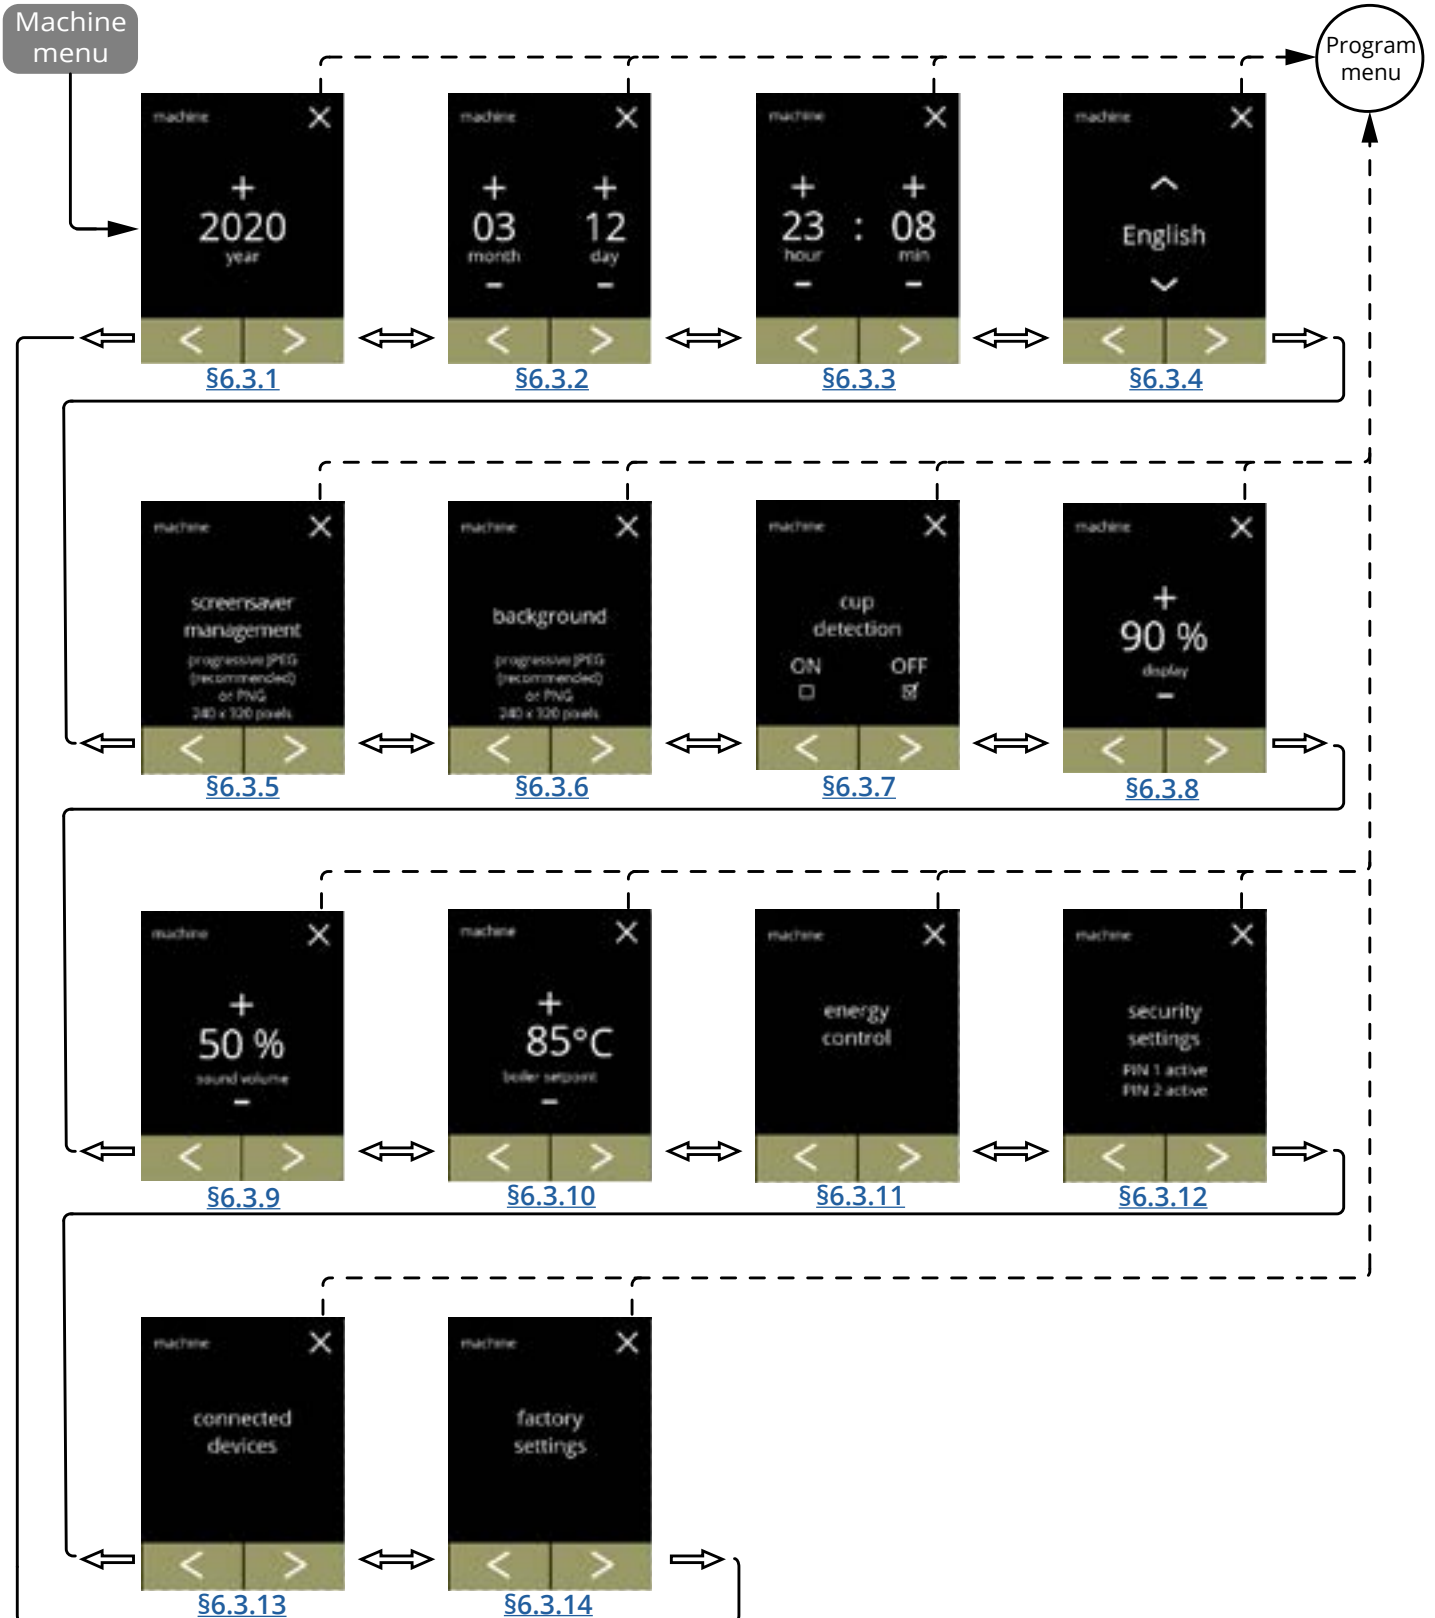 Machine
menu
Program
menu
machine
2020
year
§6.3.1
machine
03 12
month day
§6.3.2
machine
23 : 08
hour min
§6.3.3
machine
English
§6.3.4
machine
screensaver
management
progressive JPEG
(recommended)
or PNG
240 x 320 pixels
§6.3.5
machine
background
progressive JPEG
(recommended)
or PNG
240 x 320 pixels
§6.3.6
machine
cup
detection
ON OFF
§6.3.7
machine
90 %
display
§6.3.8
machine
50 %
sound volume
§6.3.9
machine
85°C
boiler setpoint
§6.3.10
machine
energy
control
§6.3.11
machine
security
settings
PIN 1 active
PIN 2 active
§6.3.12
machine
connected
devices
§6.3.13
machine
factory
settings
§6.3.14